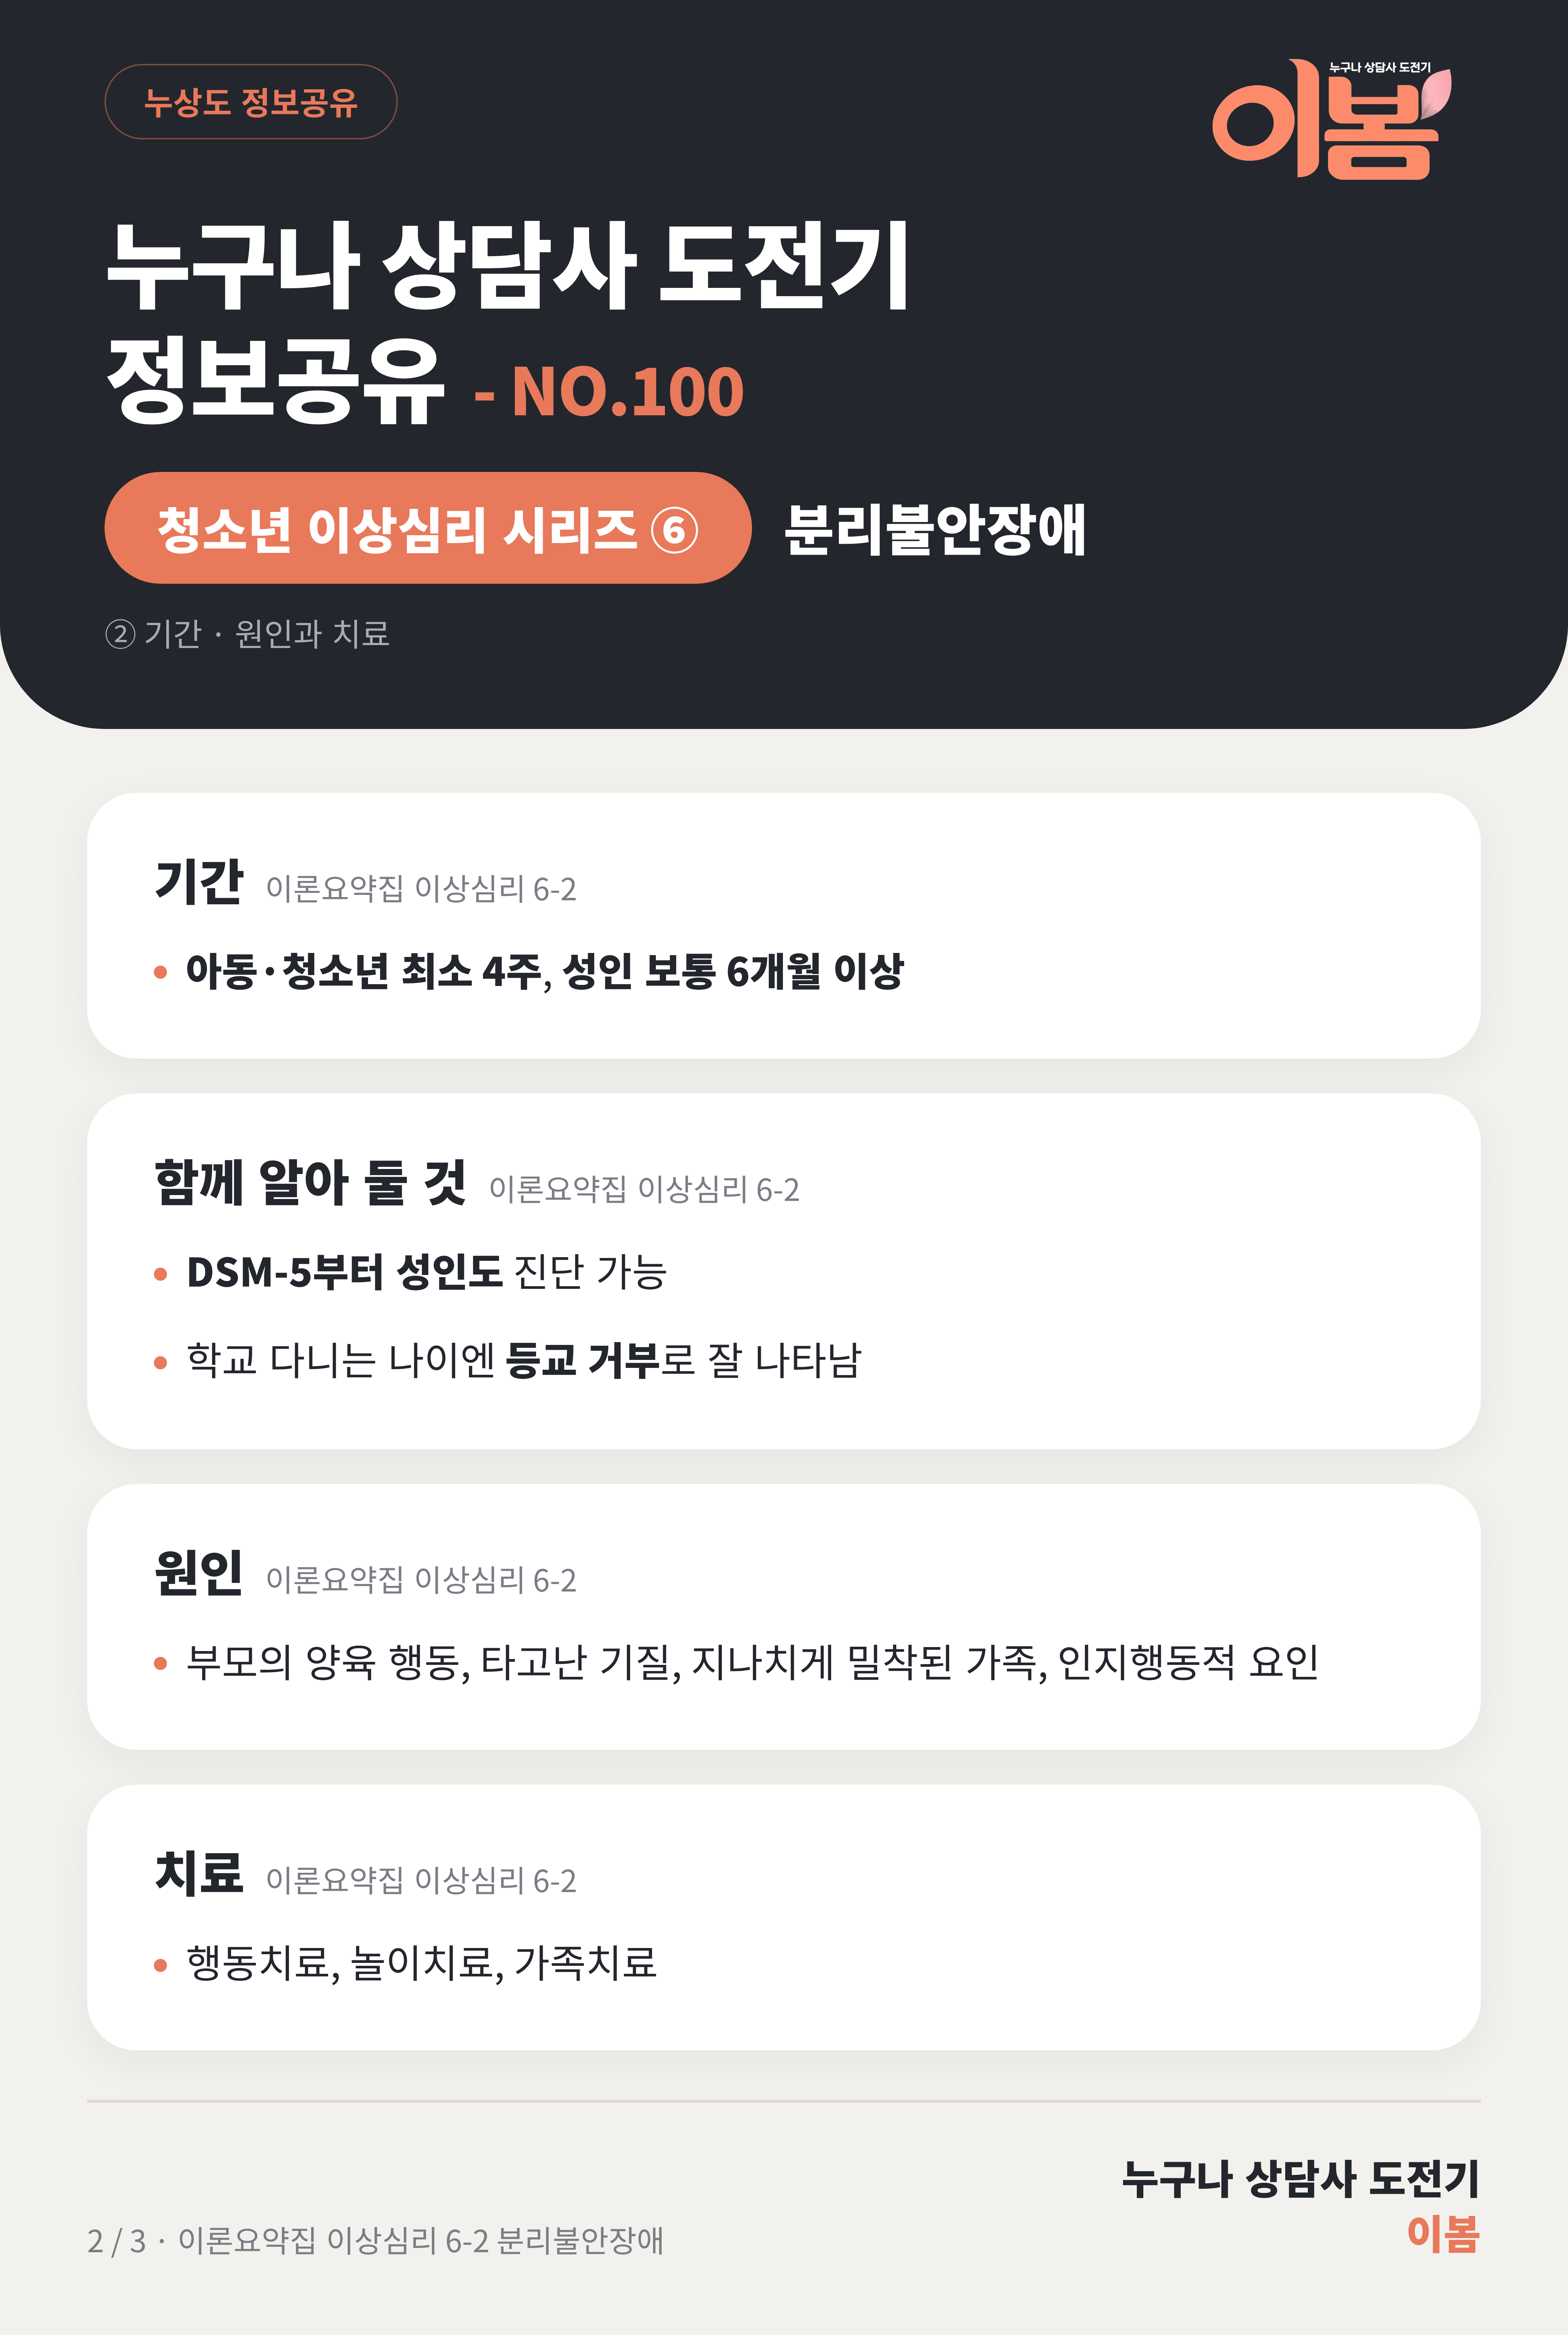 누상도 정보공유
누구나 상담사 도전기
이봄
누구나 상담사 도전기
정보공유 - NO.100
청소년 이상심리 시리즈 ⑥ 분리불안장애
② 기간 · 원인과 치료
기간 이론요약집 이상심리 6-2
• 아동·청소년 최소 4주, 성인 보통 6개월 이상
함께 알아 둘 것 이론요약집 이상심리 6-2
• DSM-5부터 성인도 진단 가능
• 학교 다니는 나이엔 등교 거부로 잘 나타남
원인 이론요약집 이상심리 6-2
• 부모의 양육 행동, 타고난 기질, 지나치게 밀착된 가족, 인지행동적 요인
치료 이론요약집 이상심리 6-2
• 행동치료, 놀이치료, 가족치료
누구나 상담사 도전기
2 / 3 · 이론요약집 이상심리 6-2 분리불안장애
이봄